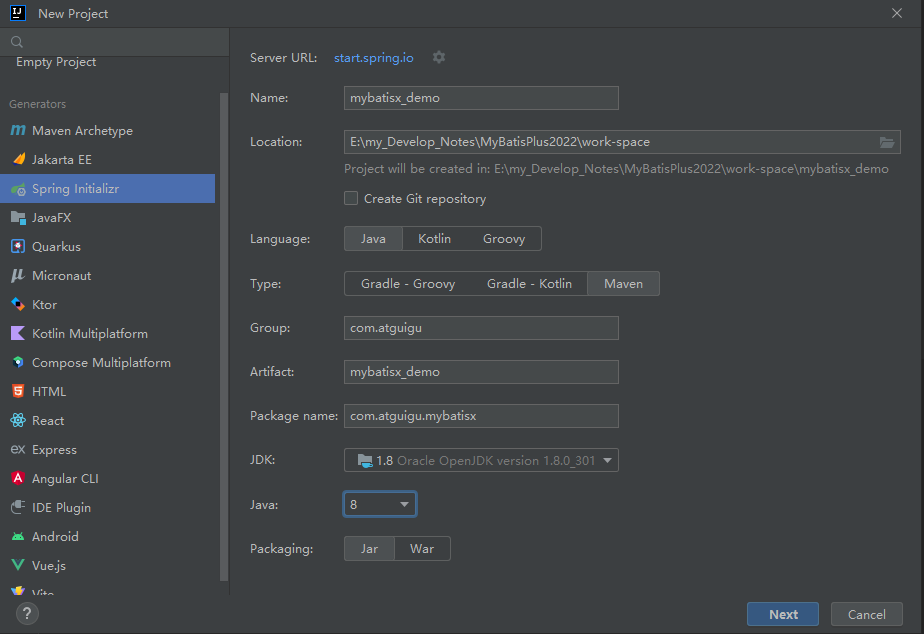 New Project
Empty Project
Generators
Maven Archetype
Jakarta EE
Spring Initializr
JavaFX
Quarkus
Micronaut
Ktor
Kotlin Multiplatform
Compose Multiplatform
HTML
React
Express
Angular CLI
IDE Plugin
Android
Vue.js
Vite
Server URL: start.spring.io
Name: mybatisx_demo
Location: E:\my_Develop_Notes\MyBatisPlus2022\work-space
Project will be created in: E:\my_Develop_Notes\MyBatisPlus2022\work-space\mybatisx_demo
Create Git repository
Language: Java Kotlin Groovy
Type: Gradle - Groovy Gradle - Kotlin Maven
Group: com.atguigu
Artifact: mybatisx_demo
Package name: com.atguigu.mybatisx
JDK: 1.8 Oracle OpenJDK version 1.8.0_301
Java: 8
Packaging: Jar War
? Next Cancel